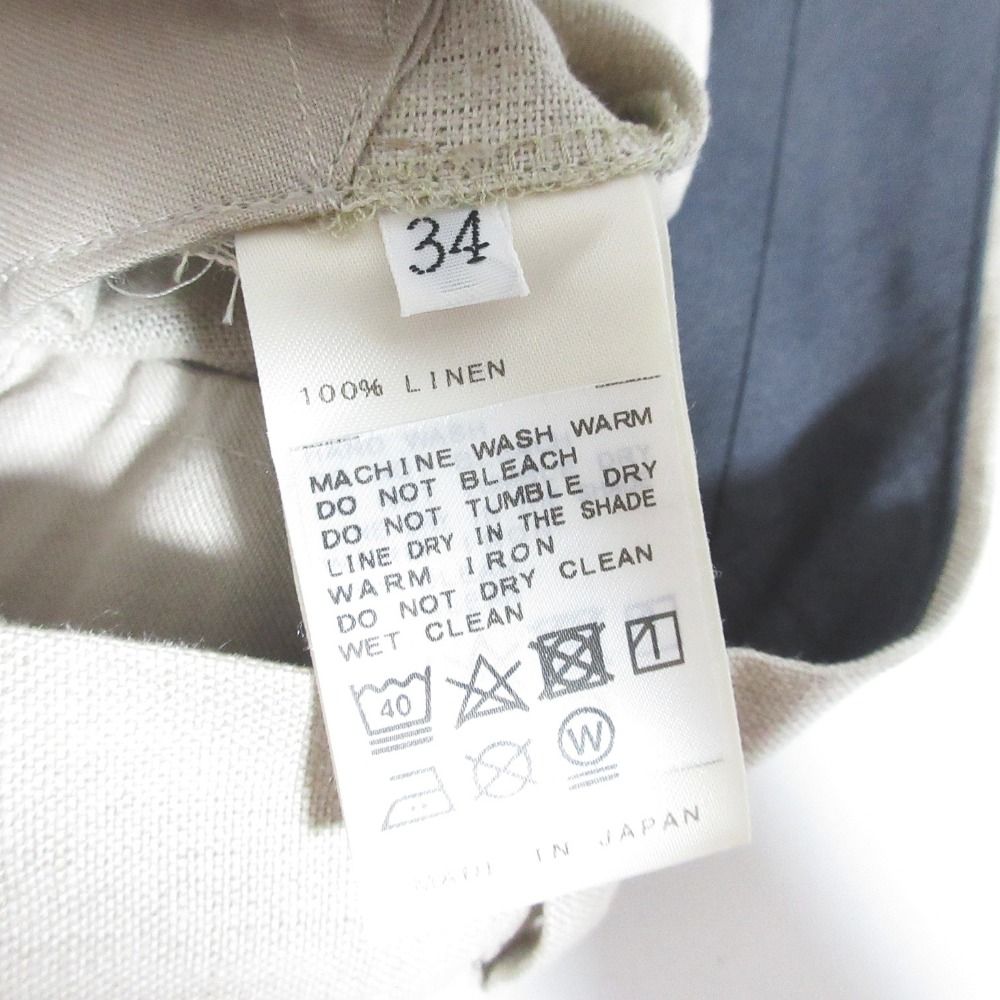 34
100% LINEN
MACHINE WASH WARM
DO NOT BLEACH
DO NOT TUMBLE DRY
LINE DRY IN THE SHADE
WARM IRON
DO NOT DRY CLEAN
WET CLEAN
40
W
MADE IN JAPAN